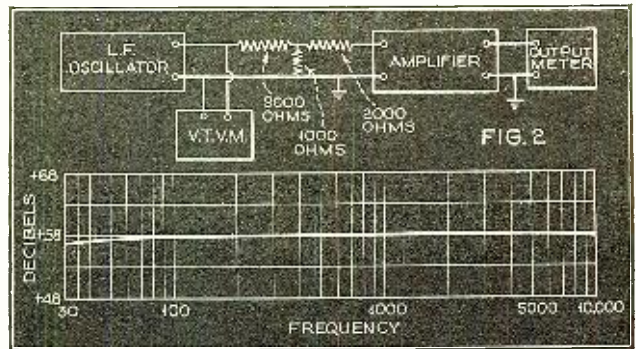 L.F.
OSCILLATOR
AMPLIFIER
OUTPUT
METER
V.T.V.M.
9000
OHMS
1000
OHMS
2000
OHMS
FIG. 2
DECIBELS
+68
+58
+48
30 100 1000 5000 10,000
FREQUENCY